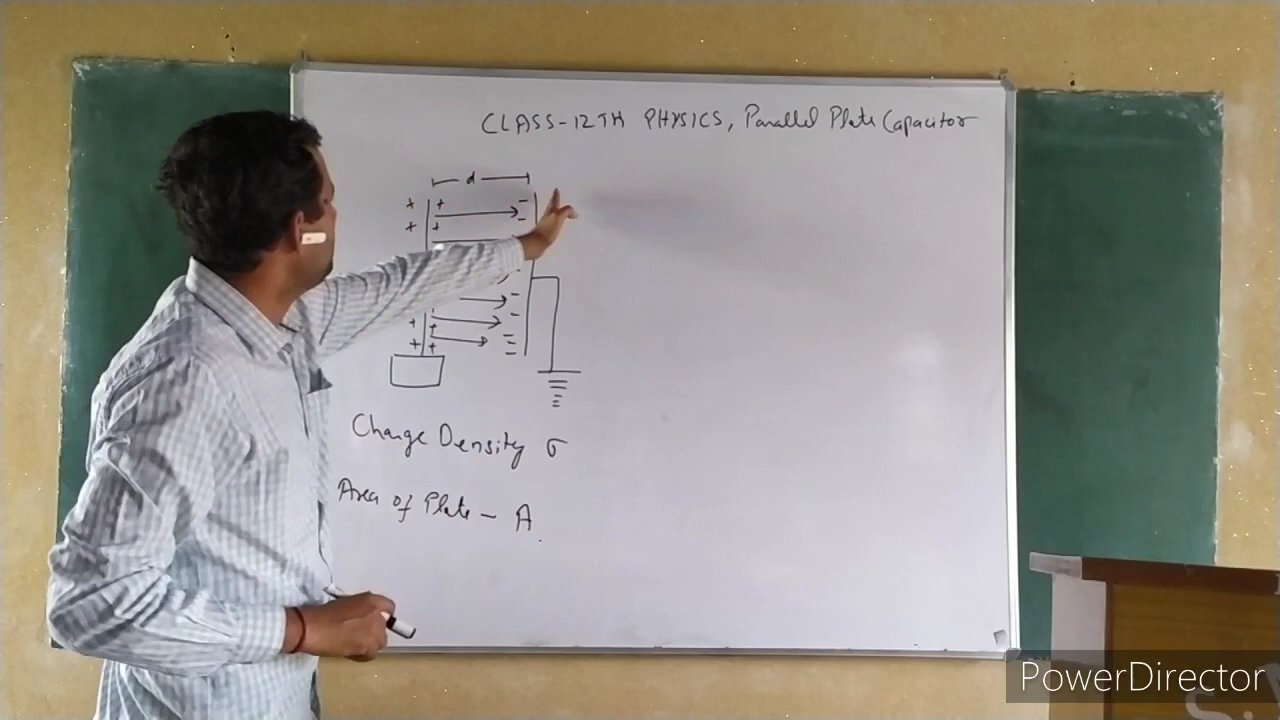 CLASS-12TH PHYSICS, Parallel Plate Capacitor
d
+ + -
+ + -
-
-
-
+ + -
+ + -
Charge Density σ
Area of Plate - A.
PowerDirector